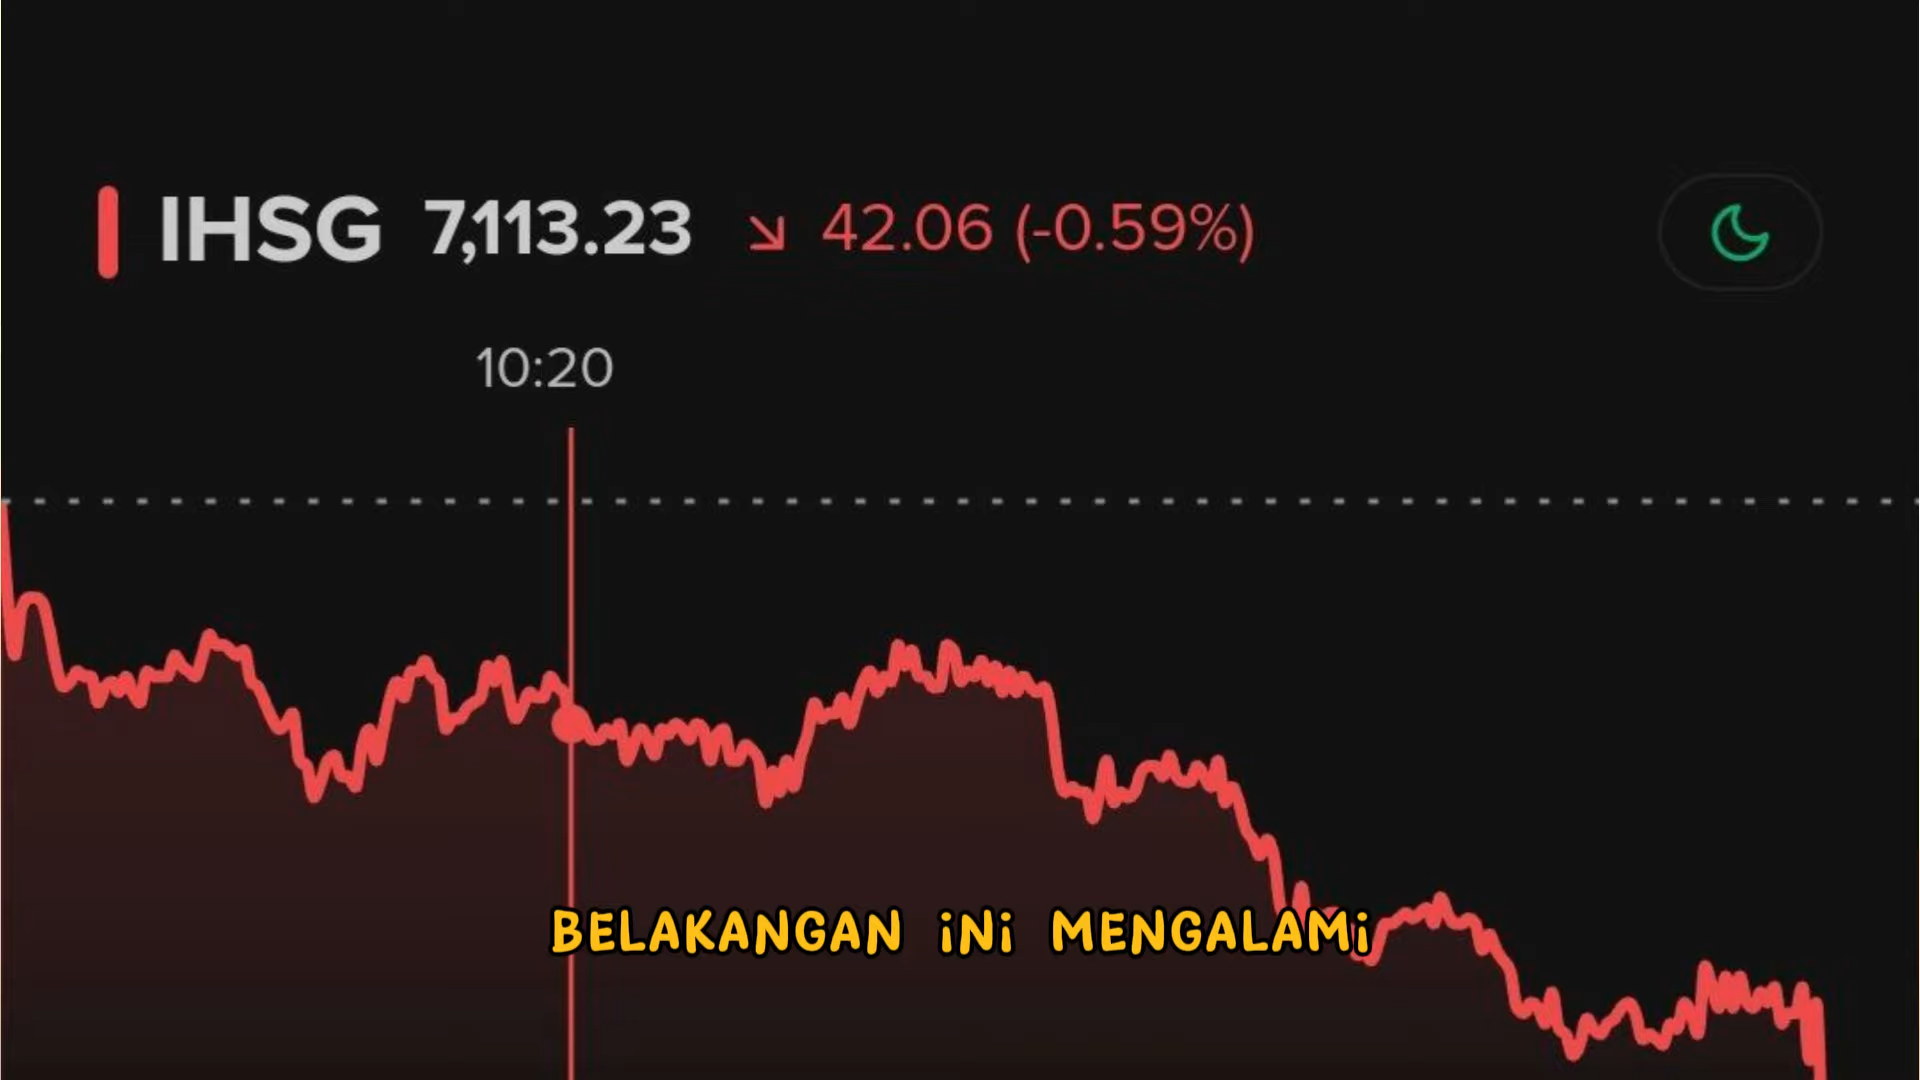 IHSG 7,113.23 ↘ 42.06 (-0.59%)
10:20
BELAKANGAN iNi MENGALAMi